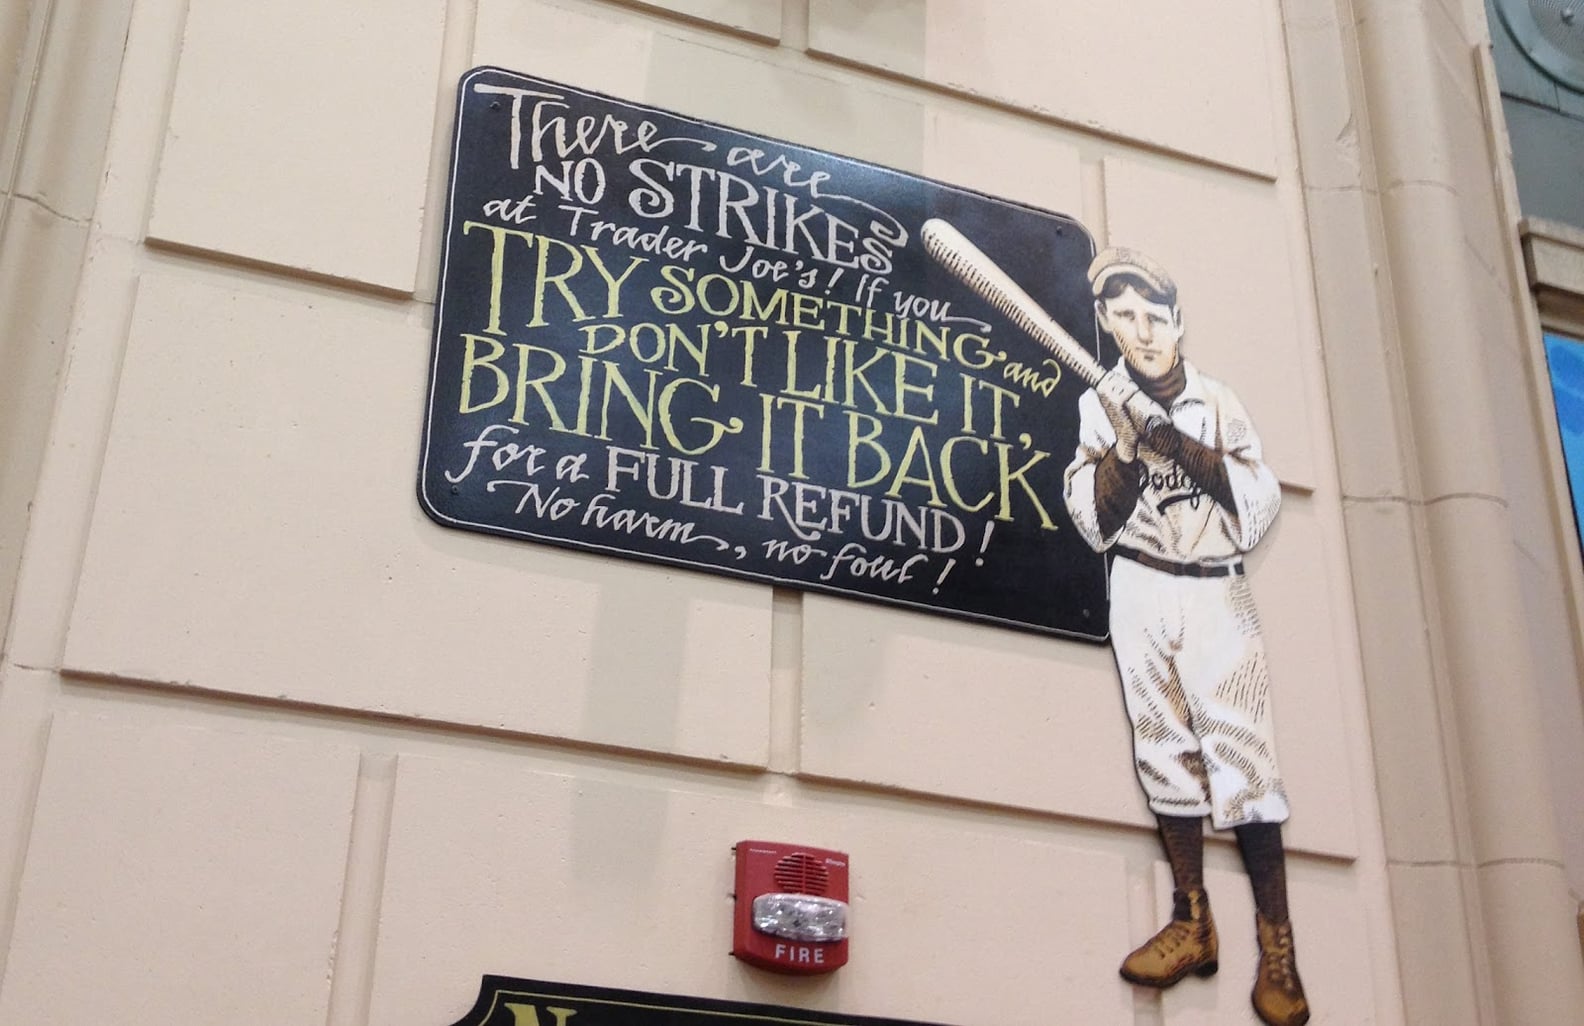 There are
NO STRIKES
at Trader Joe's! If you
TRY SOMETHING and
DON'T LIKE IT,
BRING IT BACK
for a FULL REFUND!
No harm, no foul!
Dodg
FIRE